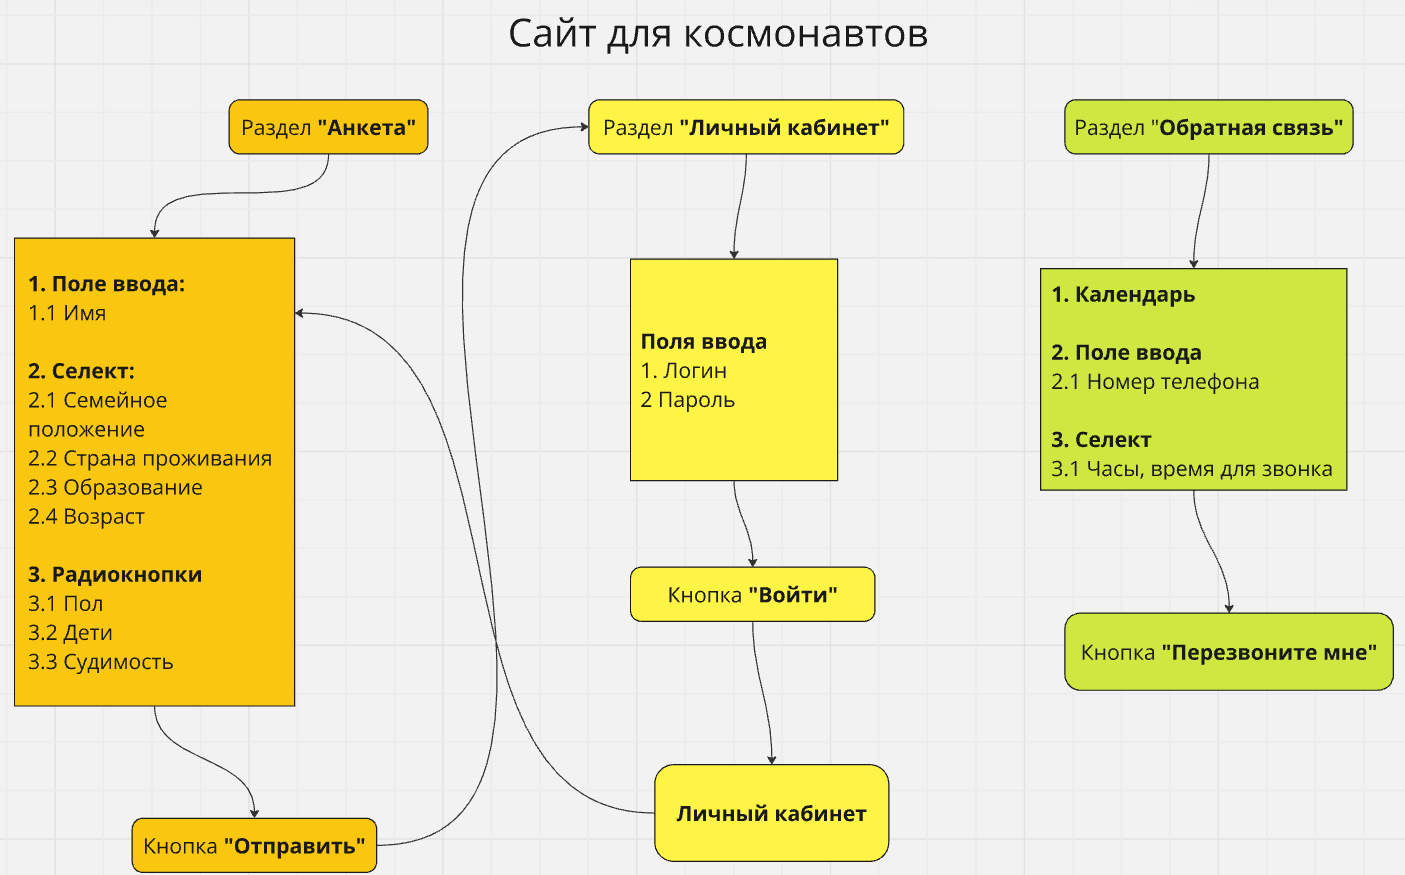 Сайт для космонавтов
Раздел "Анкета"
1. Поле ввода:
1.1 Имя
2. Селект:
2.1 Семейное
положение
2.2 Страна проживания
2.3 Образование
2.4 Возраст
3. Радиокнопки
3.1 Пол
3.2 Дети
3.3 Судимость
Кнопка "Отправить"
Раздел "Личный кабинет"
Поля ввода
1. Логин
2 Пароль
Кнопка "Войти"
Личный кабинет
Раздел "Обратная связь"
1. Календарь
2. Поле ввода
2.1 Номер телефона
3. Селект
3.1 Часы, время для звонка
Кнопка "Перезвоните мне"